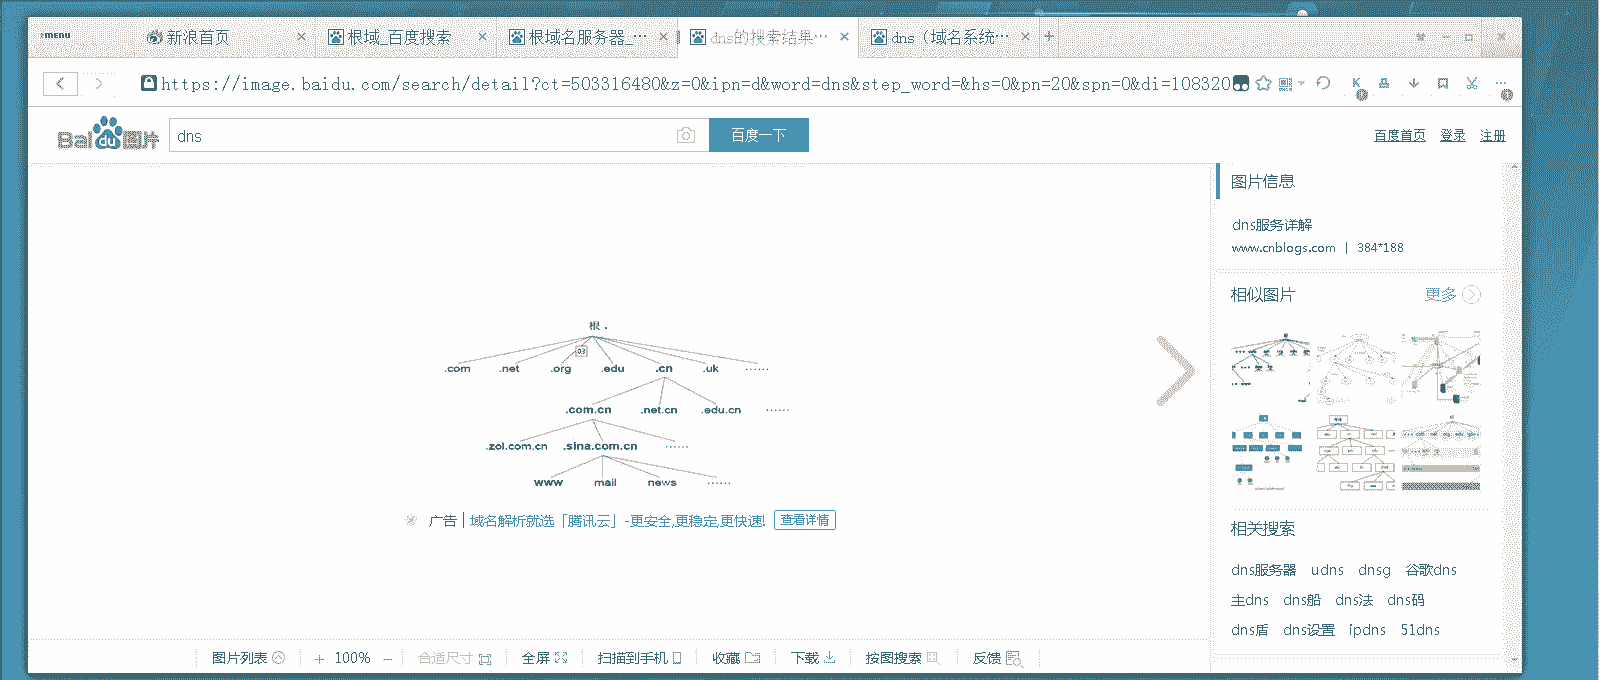 ≡MENU 新浪首页 × 根域_百度搜索 × 根域名服务器_… × dns的搜索结果… × dns（域名系统… × +
https://image.baidu.com/search/detail?ct=503316480&z=0&ipn=d&word=dns&step_word=&hs=0&pn=20&spn=0&di=108320
Bai du 图片 dns 百度一下 百度首页 登录 注册
图片信息
dns服务详解
www.cnblogs.com | 384*188
相似图片 更多
根 .
03
.com .net .org .edu .cn .uk ……
.com.cn .net.cn .edu.cn ……
.zol.com.cn .sina.com.cn ……
www mail news ……
广告 | 域名解析就选「腾讯云」-更安全,更稳定,更快速! 查看详情
相关搜索
dns服务器 udns dnsg 谷歌dns
主dns dns船 dns法 dns码
dns盾 dns设置 ipdns 51dns
图片列表 + 100% − 合适尺寸 全屏 扫描到手机 收藏 下载 按图搜索 反馈